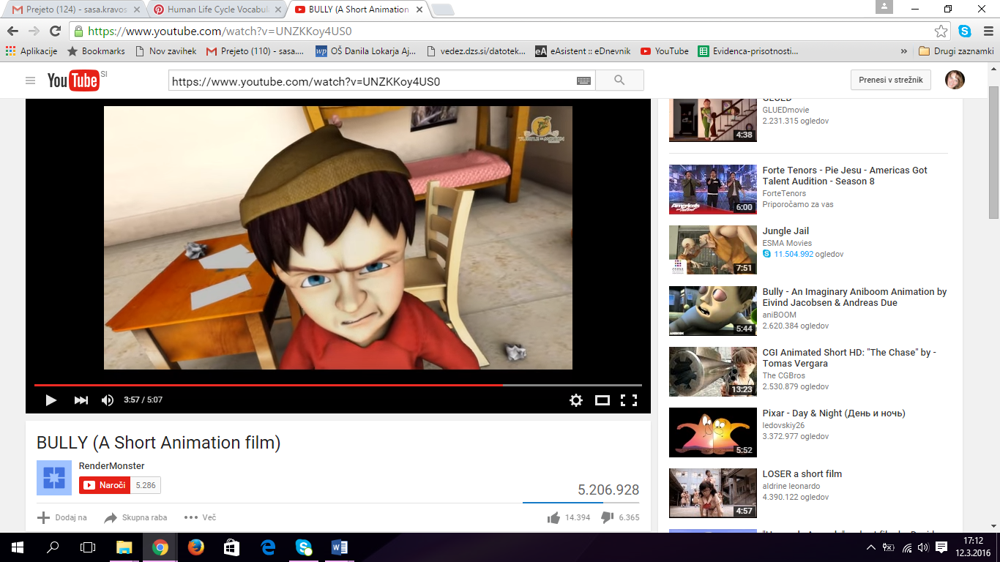 Prejeto (124) - sasa.kravos
Human Life Cycle Vocabul
BULLY (A Short Animation
https://www.youtube.com/watch?v=UNZKKoy4US0
Aplikacije
Bookmarks
Nov zavihek
Prejeto (110) - sasa....
wp OŠ Danila Lokarja Aj...
vedez.dzs.si/datotek...
eA eAsistent :: eDnevnik
YouTube
Evidenca-prisotnosti...
»
Drugi zaznamki
YouTube SI
https://www.youtube.com/watch?v=UNZKKoy4US0
Prenesi v strežnik
3:57 / 5:07
BULLY (A Short Animation film)
RenderMonster
Naroči 5.286
5.206.928
Dodaj na
Skupna raba
Več
14.394
6.365
GLUED
GLUEDmovie
2.231.315 ogledov
4:38
Forte Tenors - Pie Jesu - Americas Got
Talent Audition - Season 8
ForteTenors
Priporočamo za vas
6:00
Jungle Jail
ESMA Movies
11.504.992 ogledov
esma
7:51
Bully - An Imaginary Aniboom Animation by
Eivind Jacobsen & Andreas Due
aniBOOM
2.620.384 ogledov
ANIBOOM
5:44
CGI Animated Short HD: "The Chase" by -
Tomas Vergara
The CGBros
2.530.879 ogledov
13:23
Pixar - Day & Night (День и ночь)
ledovskiy26
3.372.977 ogledov
5:52
LOSER a short film
aldrine leonardo
4.390.122 ogledov
4:57
17:12
12.3.2016